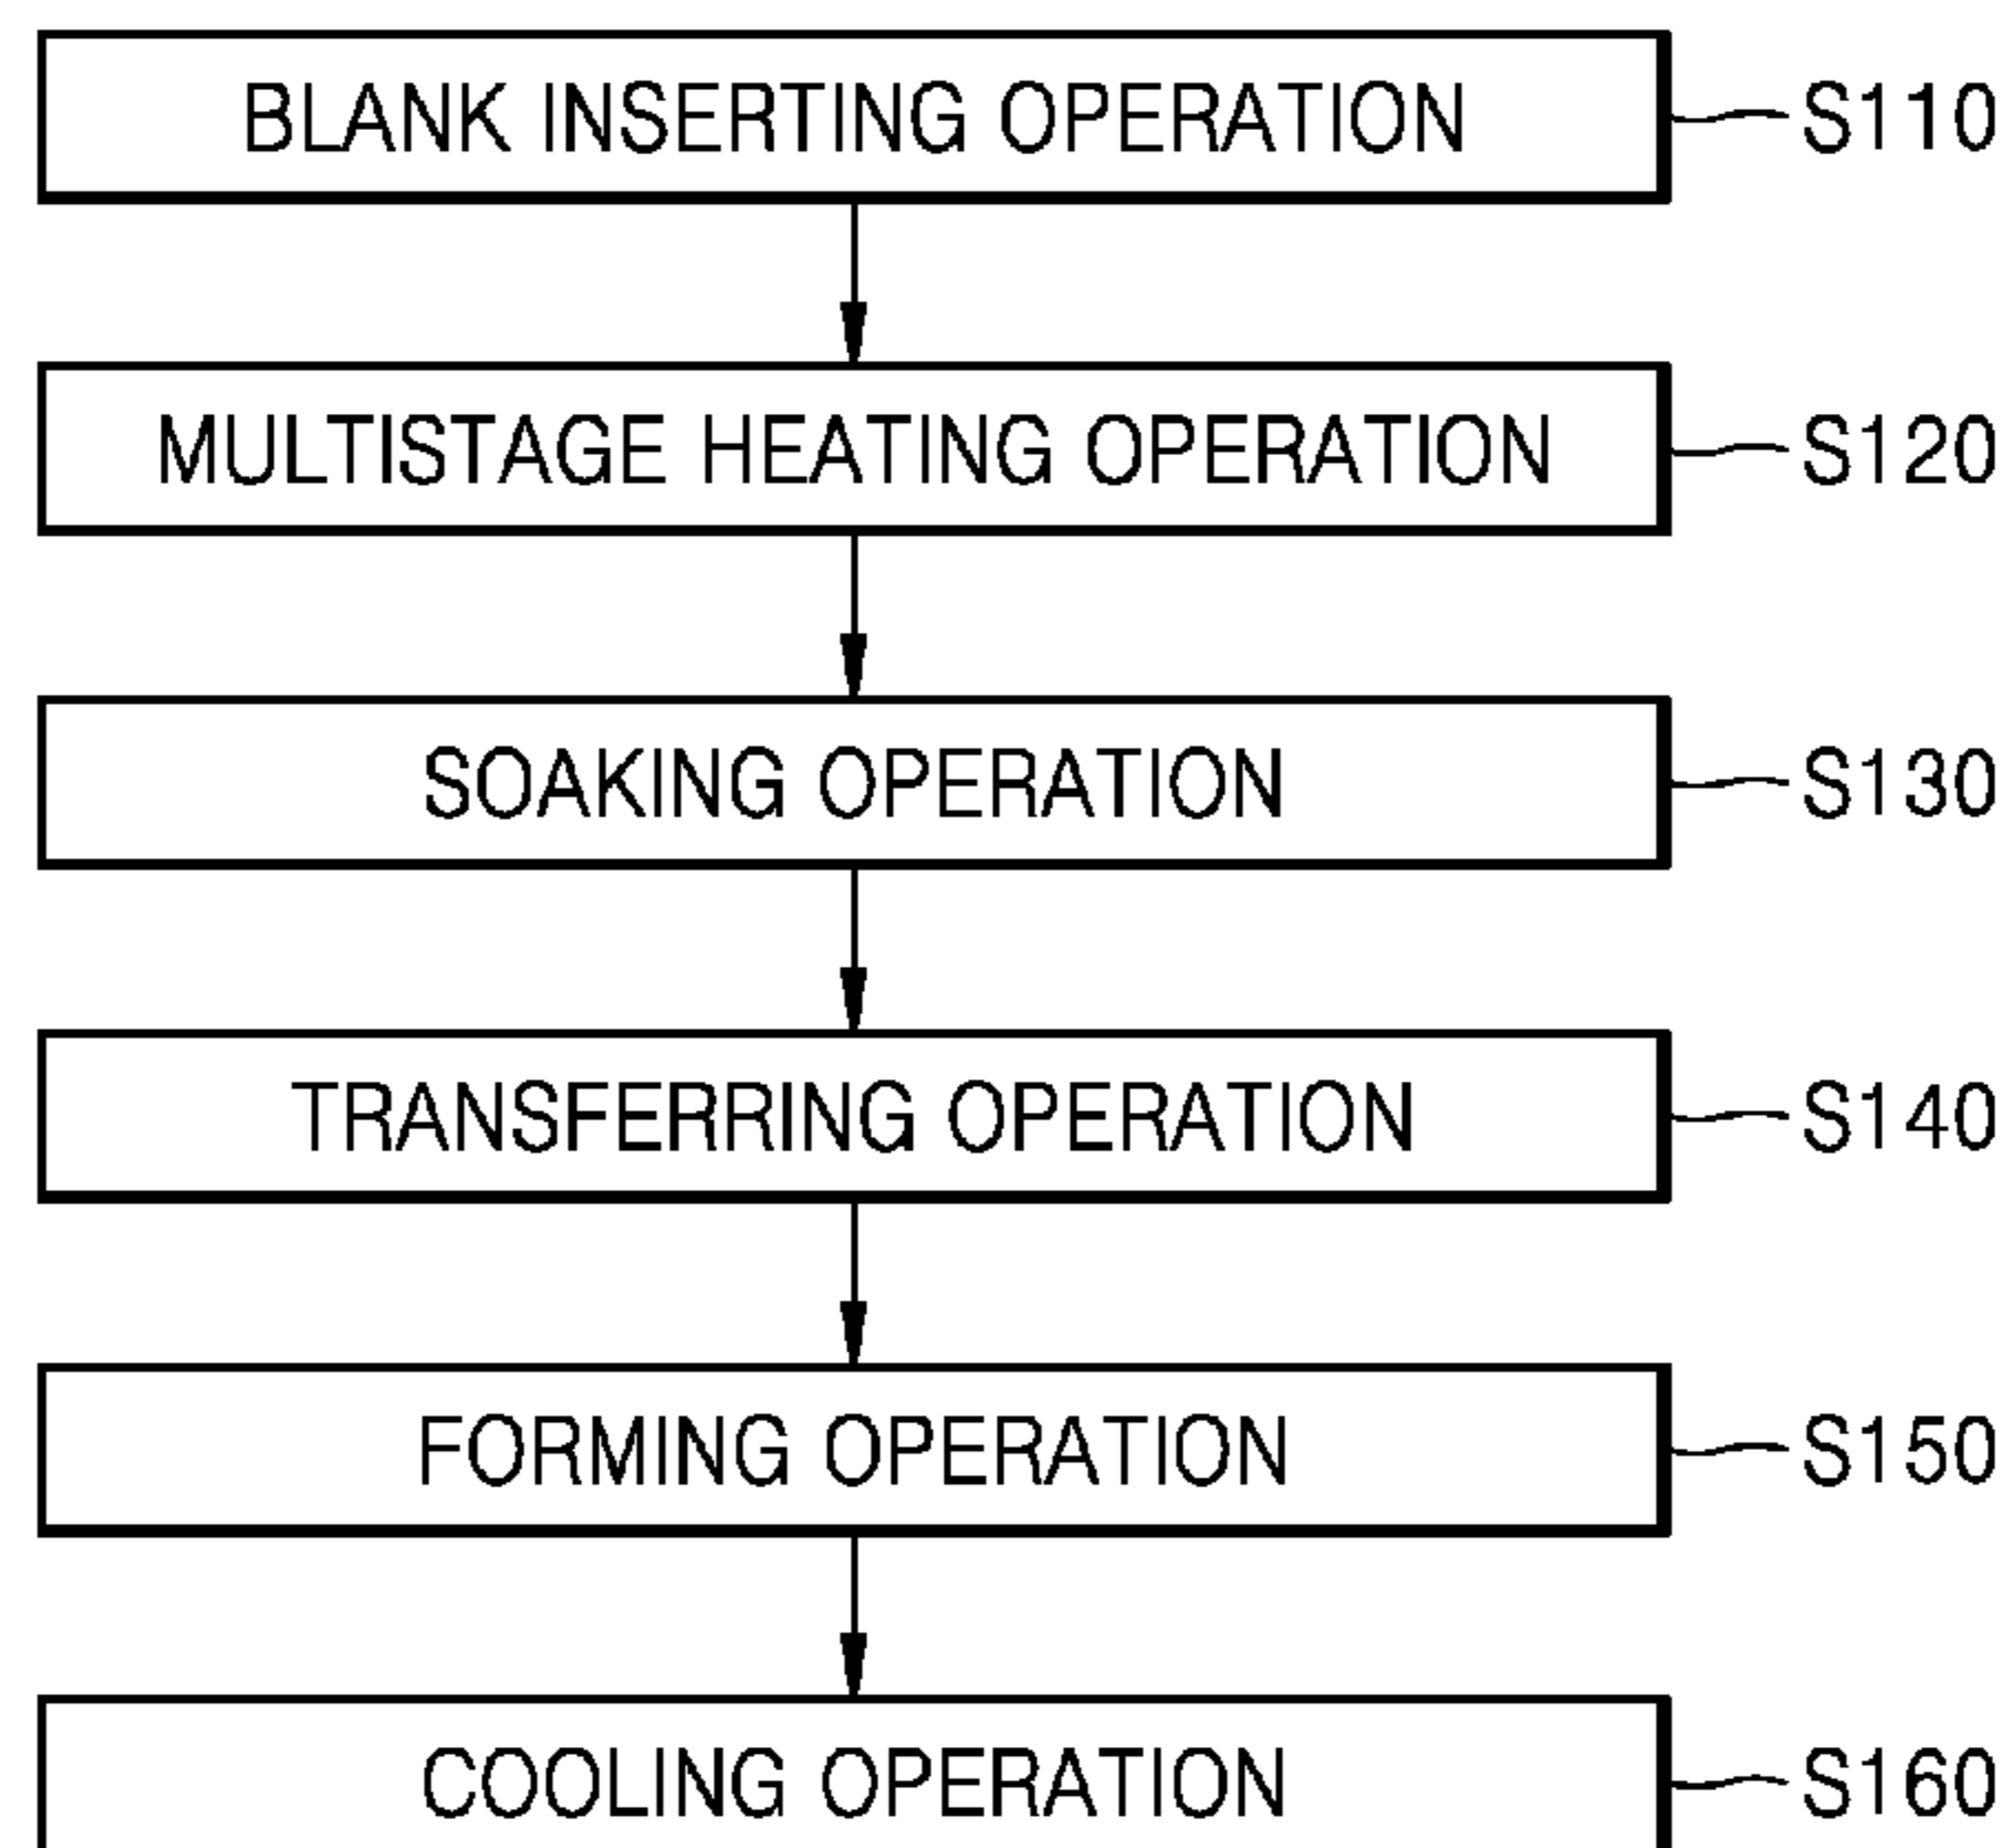 BLANK INSERTING OPERATION S110
MULTISTAGE HEATING OPERATION S120
SOAKING OPERATION S130
TRANSFERRING OPERATION S140
FORMING OPERATION S150
COOLING OPERATION S160